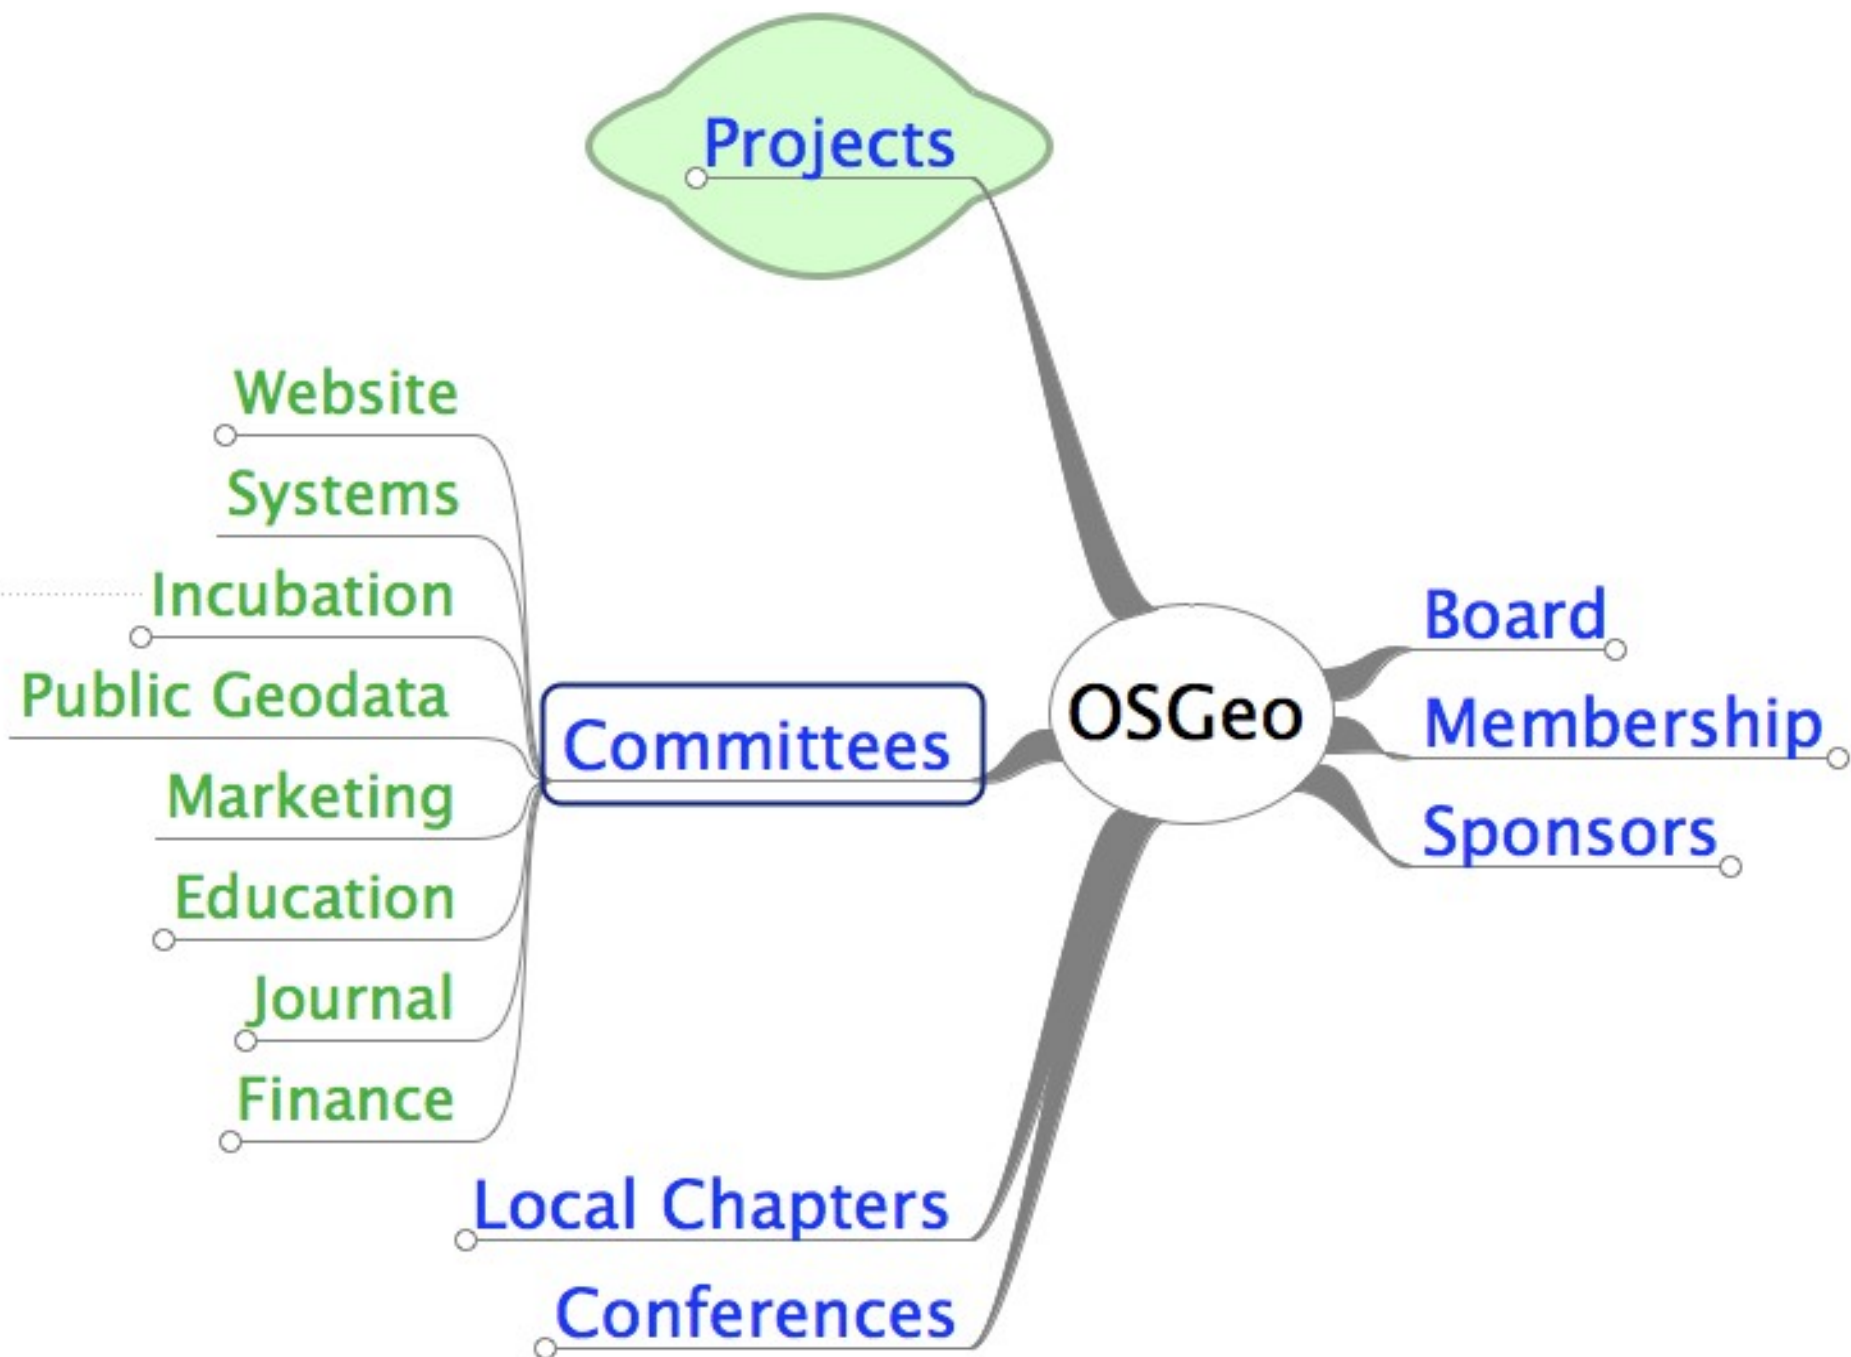 Projects
Website
Systems
Incubation
Public Geodata
Marketing
Education
Journal
Finance
Committees
OSGeo
Board
Membership
Sponsors
Local Chapters
Conferences